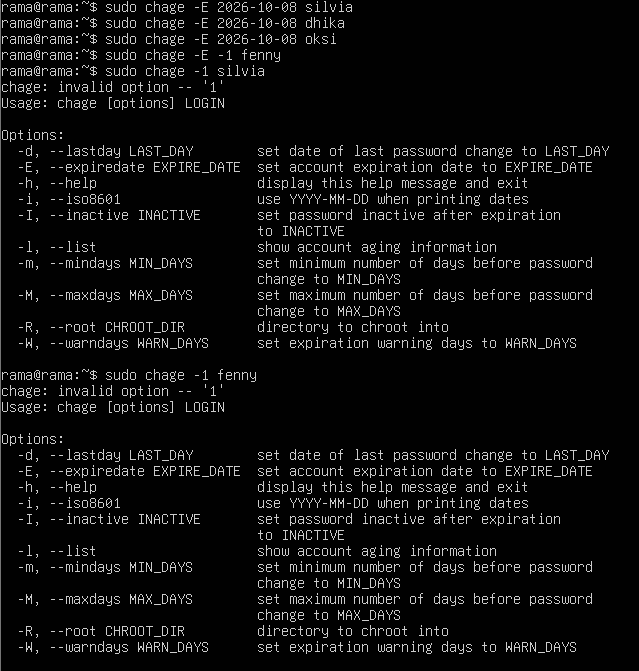 rama@rama:~$ sudo chage -E 2026-10-08 silvia
rama@rama:~$ sudo chage -E 2026-10-08 dhika
rama@rama:~$ sudo chage -E 2026-10-08 oksi
rama@rama:~$ sudo chage -E -1 fenny
rama@rama:~$ sudo chage -1 silvia
chage: invalid option -- '1'
Usage: chage [options] LOGIN

Options:
  -d, --lastday LAST_DAY        set date of last password change to LAST_DAY
  -E, --expiredate EXPIRE_DATE  set account expiration date to EXPIRE_DATE
  -h, --help                    display this help message and exit
  -i, --iso8601                 use YYYY-MM-DD when printing dates
  -I, --inactive INACTIVE       set password inactive after expiration
                                to INACTIVE
  -l, --list                    show account aging information
  -m, --mindays MIN_DAYS        set minimum number of days before password
                                change to MIN_DAYS
  -M, --maxdays MAX_DAYS        set maximum number of days before password
                                change to MAX_DAYS
  -R, --root CHROOT_DIR         directory to chroot into
  -W, --warndays WARN_DAYS      set expiration warning days to WARN_DAYS

rama@rama:~$ sudo chage -1 fenny
chage: invalid option -- '1'
Usage: chage [options] LOGIN

Options:
  -d, --lastday LAST_DAY        set date of last password change to LAST_DAY
  -E, --expiredate EXPIRE_DATE  set account expiration date to EXPIRE_DATE
  -h, --help                    display this help message and exit
  -i, --iso8601                 use YYYY-MM-DD when printing dates
  -I, --inactive INACTIVE       set password inactive after expiration
                                to INACTIVE
  -l, --list                    show account aging information
  -m, --mindays MIN_DAYS        set minimum number of days before password
                                change to MIN_DAYS
  -M, --maxdays MAX_DAYS        set maximum number of days before password
                                change to MAX_DAYS
  -R, --root CHROOT_DIR         directory to chroot into
  -W, --warndays WARN_DAYS      set expiration warning days to WARN_DAYS